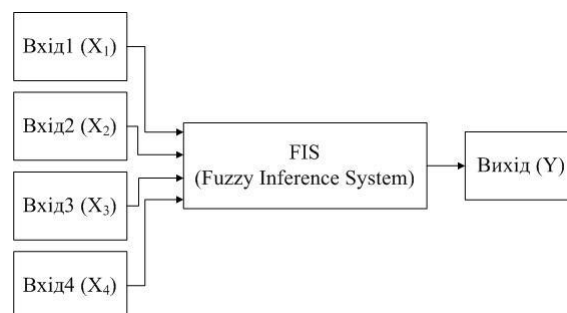 Вхід1 (X₁)
Вхід2 (X₂)
Вхід3 (X₃)
Вхід4 (X₄)
FIS
(Fuzzy Inference System)
Вихід (Y)